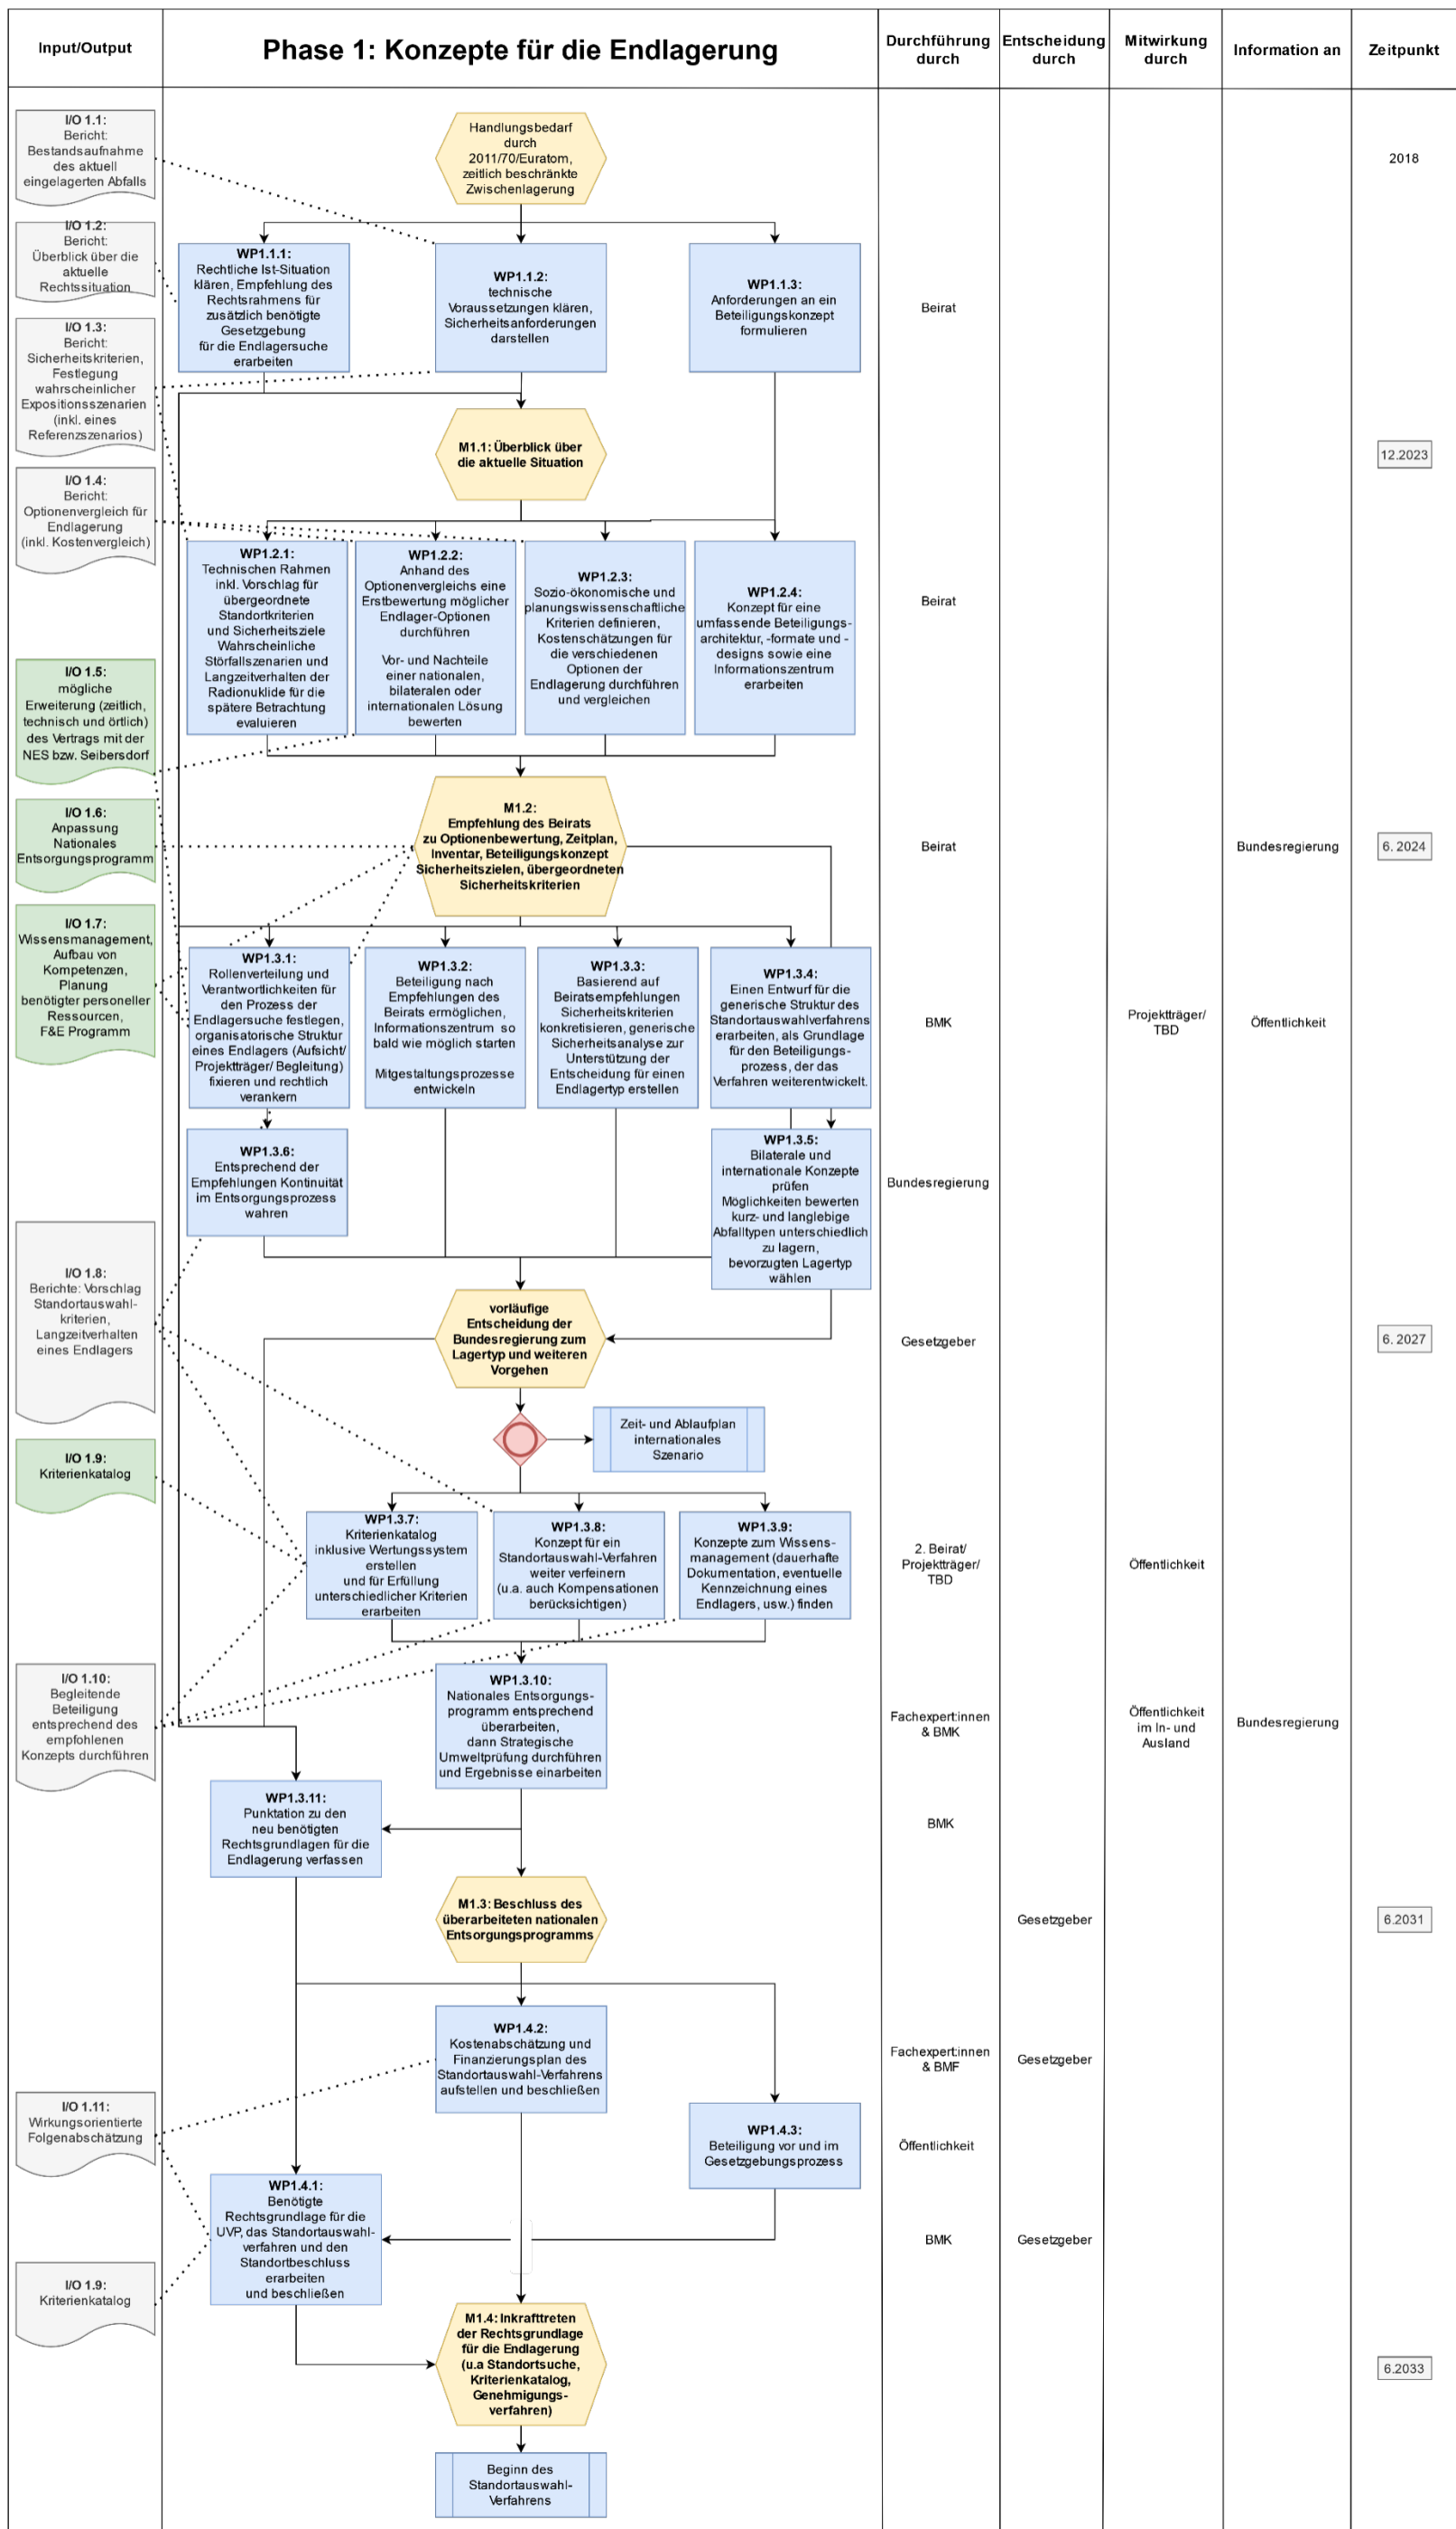 Input/Output
Phase 1: Konzepte für die Endlagerung
Durchführung
durch
Entscheidung
durch
Mitwirkung
durch
Information an
Zeitpunkt
I/O 1.1:
Bericht:
Bestandsaufnahme
des aktuell
eingelagerten Abfalls
Handlungsbedarf
durch
2011/70/Euratom,
zeitlich beschränkte
Zwischenlagerung
2018
I/O 1.2:
Bericht:
Überblick über die
aktuelle
Rechtssituation
WP1.1.1:
Rechtliche Ist-Situation
klären, Empfehlung des
Rechtsrahmens für
zusätzlich benötigte
Gesetzgebung
für die Endlagersuche
erarbeiten
WP1.1.2:
technische
Voraussetzungen klären,
Sicherheitsanforderungen
darstellen
WP1.1.3:
Anforderungen an ein
Beteiligungskonzept
formulieren
Beirat
I/O 1.3:
Bericht:
Sicherheitskriterien,
Festlegung
wahrscheinlicher
Expositionsszenarien
(inkl. eines
Referenzszenarios)
M1.1: Überblick über
die aktuelle Situation
12.2023
I/O 1.4:
Bericht:
Optionenvergleich für
Endlagerung
(inkl. Kostenvergleich)
WP1.2.1:
Technischen Rahmen
inkl. Vorschlag für
übergeordnete
Standortkriterien
und Sicherheitsziele
Wahrscheinliche
Störfallszenarien und
Langzeitverhalten der
Radionuklide für die
spätere Betrachtung
evaluieren
WP1.2.2:
Anhand des
Optionenvergleichs eine
Erstbewertung möglicher
Endlager-Optionen
durchführen
Vor- und Nachteile
einer nationalen,
bilateralen oder
internationalen Lösung
bewerten
WP1.2.3:
Sozio-ökonomische und
planungswissenschaftliche
Kriterien definieren,
Kostenschätzungen für
die verschiedenen
Optionen der
Endlagerung durchführen
und vergleichen
WP1.2.4:
Konzept für eine
umfassende Beteiligungs-
architektur, -formate und -
designs sowie eine
Informationszentrum
erarbeiten
Beirat
I/O 1.5:
mögliche
Erweiterung (zeitlich,
technisch und örtlich)
des Vertrags mit der
NES bzw. Seibersdorf
I/O 1.6:
Anpassung
Nationales
Entsorgungsprogramm
M1.2:
Empfehlung des Beirats
zu Optionenbewertung, Zeitplan,
Inventar, Beteiligungskonzept
Sicherheitszielen, übergeordneten
Sicherheitskriterien
Beirat
Bundesregierung
6. 2024
I/O 1.7:
Wissensmanagement,
Aufbau von
Kompetenzen,
Planung
benötigter personeller
Ressourcen,
F&E Programm
WP1.3.1:
Rollenverteilung und
Verantwortlichkeiten für
den Prozess der
Endlagersuche festlegen,
organisatorische Struktur
eines Endlagers (Aufsicht/
Projektträger/ Begleitung)
fixieren und rechtlich
verankern
WP1.3.2:
Beteiligung nach
Empfehlungen des
Beirats ermöglichen,
Informationszentrum so
bald wie möglich starten
Mitgestaltungsprozesse
entwickeln
WP1.3.3:
Basierend auf
Beiratsempfehlungen
Sicherheitskriterien
konkretisieren, generische
Sicherheitsanalyse zur
Unterstützung der
Entscheidung für einen
Endlagertyp erstellen
WP1.3.4:
Einen Entwurf für die
generische Struktur des
Standortauswahlverfahrens
erarbeiten, als Grundlage
für den Beteiligungs-
prozess, der das
Verfahren weiterentwickelt.
BMK
Projektträger/
TBD
Öffentlichkeit
WP1.3.6:
Entsprechend der
Empfehlungen Kontinuität
im Entsorgungsprozess
wahren
WP1.3.5:
Bilaterale und
internationale Konzepte
prüfen
Möglichkeiten bewerten
kurz- und langlebige
Abfalltypen unterschiedlich
zu lagern,
bevorzugten Lagertyp
wählen
Bundesregierung
I/O 1.8:
Berichte: Vorschlag
Standortauswahl-
kriterien,
Langzeitverhalten
eines Endlagers
vorläufige
Entscheidung der
Bundesregierung zum
Lagertyp und weiteren
Vorgehen
Gesetzgeber
6. 2027
Zeit- und Ablaufplan
internationales
Szenario
I/O 1.9:
Kriterienkatalog
WP1.3.7:
Kriterienkatalog
inklusive Wertungssystem
erstellen
und für Erfüllung
unterschiedlicher Kriterien
erarbeiten
WP1.3.8:
Konzept für ein
Standortauswahl-Verfahren
weiter verfeinern
(u.a. auch Kompensationen
berücksichtigen)
WP1.3.9:
Konzepte zum Wissens-
management (dauerhafte
Dokumentation, eventuelle
Kennzeichnung eines
Endlagers, usw.) finden
2. Beirat/
Projektträger/
TBD
Öffentlichkeit
I/O 1.10:
Begleitende
Beteiligung
entsprechend des
empfohlenen
Konzepts durchführen
WP1.3.10:
Nationales Entsorgungs-
programm entsprechend
überarbeiten,
dann Strategische
Umweltprüfung durchführen
und Ergebnisse einarbeiten
Fachexpert:innen
& BMK
Öffentlichkeit
im In- und
Ausland
Bundesregierung
WP1.3.11:
Punktation zu den
neu benötigten
Rechtsgrundlagen für die
Endlagerung verfassen
BMK
M1.3: Beschluss des
überarbeiteten nationalen
Entsorgungsprogramms
Gesetzgeber
6.2031
WP1.4.2:
Kostenabschätzung und
Finanzierungsplan des
Standortauswahl-Verfahrens
aufstellen und beschließen
Fachexpert:innen
& BMF
Gesetzgeber
I/O 1.11:
Wirkungsorientierte
Folgenabschätzung
WP1.4.3:
Beteiligung vor und im
Gesetzgebungsprozess
Öffentlichkeit
WP1.4.1:
Benötigte
Rechtsgrundlage für die
UVP, das Standortauswahl-
verfahren und den
Standortbeschluss
erarbeiten
und beschließen
BMK
Gesetzgeber
I/O 1.9:
Kriterienkatalog
M1.4: Inkrafttreten
der Rechtsgrundlage
für die Endlagerung
(u.a Standortsuche,
Kriterienkatalog,
Genehmigungs-
verfahren)
6.2033
Beginn des
Standortauswahl-
Verfahrens